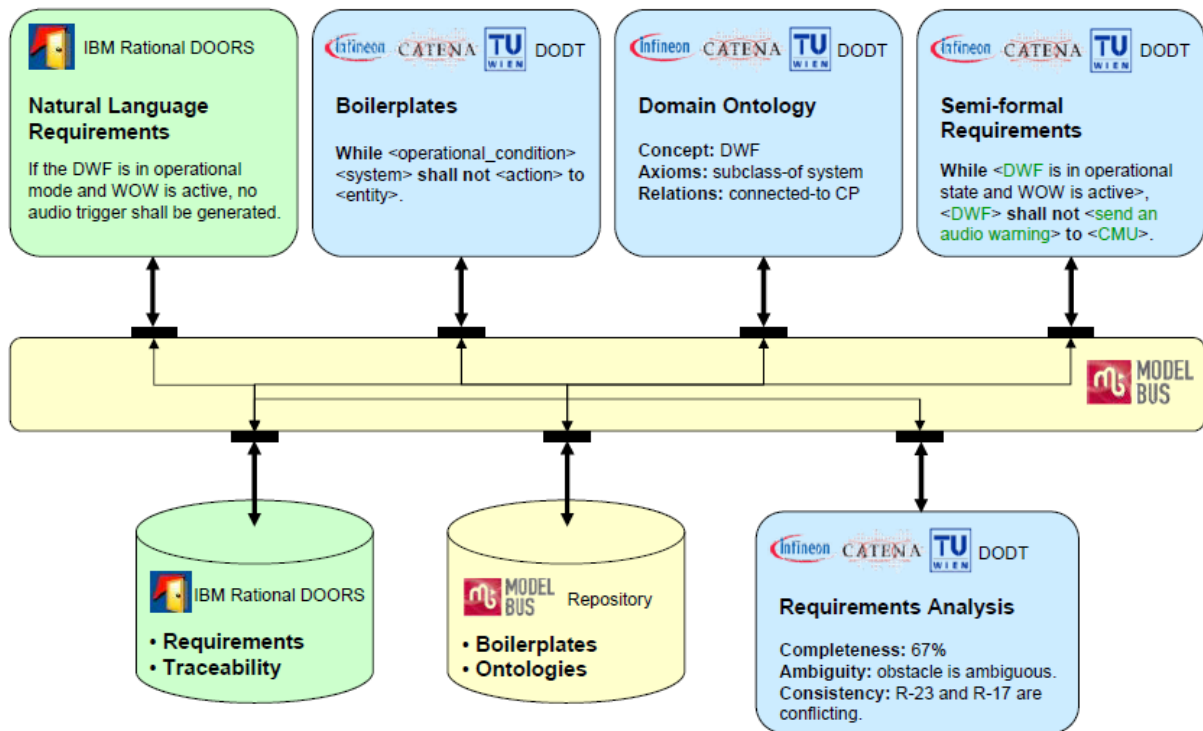 IBM Rational DOORS
Natural Language
Requirements
If the DWF is in operational
mode and WOW is active, no
audio trigger shall be generated.
Infineon CATENA TU WIEN DODT
Boilerplates
While <operational_condition>
<system> shall not <action> to
<entity>.
Infineon CATENA TU WIEN DODT
Domain Ontology
Concept: DWF
Axioms: subclass-of system
Relations: connected-to CP
Infineon CATENA TU WIEN DODT
Semi-formal
Requirements
While <DWF is in operational
state and WOW is active>,
<DWF> shall not <send an
audio warning> to <CMU>.
MODEL
BUS
IBM Rational DOORS
• Requirements
• Traceability
MODEL
BUS Repository
• Boilerplates
• Ontologies
Infineon CATENA TU WIEN DODT
Requirements Analysis
Completeness: 67%
Ambiguity: obstacle is ambiguous.
Consistency: R-23 and R-17 are
conflicting.